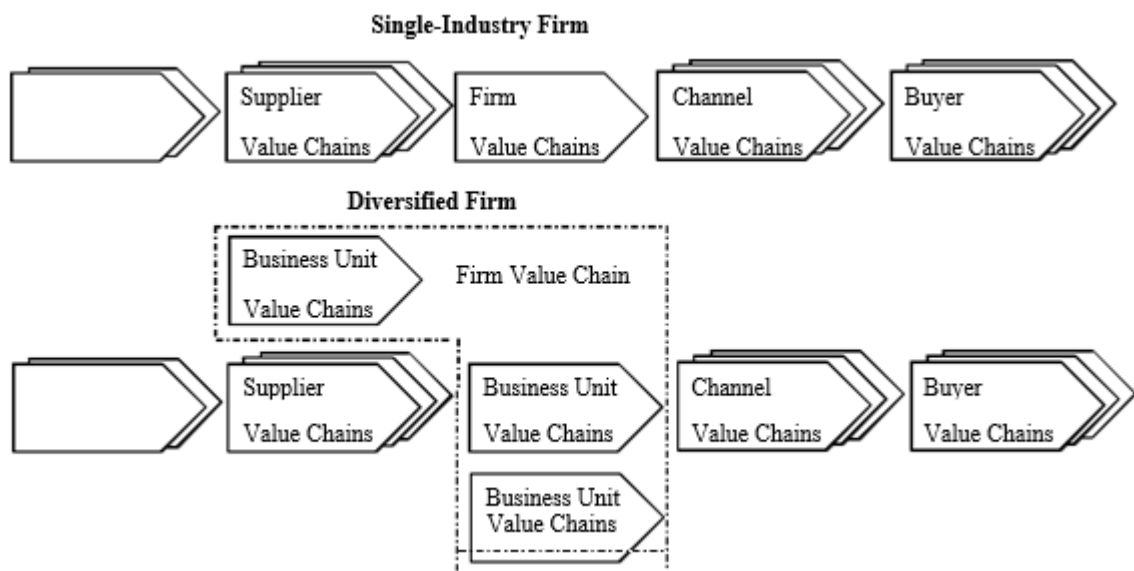 Single-Industry Firm
Supplier
Value Chains
Firm
Value Chains
Channel
Value Chains
Buyer
Value Chains
Diversified Firm
Business Unit
Value Chains
Firm Value Chain
Supplier
Value Chains
Business Unit
Value Chains
Channel
Value Chains
Buyer
Value Chains
Business Unit
Value Chains